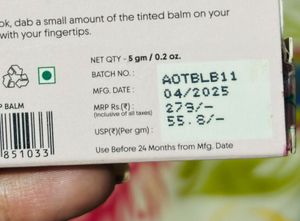 ok, dab a small amount of the tinted balm on your
with your fingertips.
NET QTY - 5 gm / 0.2 oz.
BATCH NO. AOTBLB11
MFG. DATE : 04/2025
MRP Rs.(₹) : 279/-
(inclusive of all taxes)
USP(₹)(Per gm) : 55.8/-
Use Before 24 Months from Mfg. Date
BALM
851033